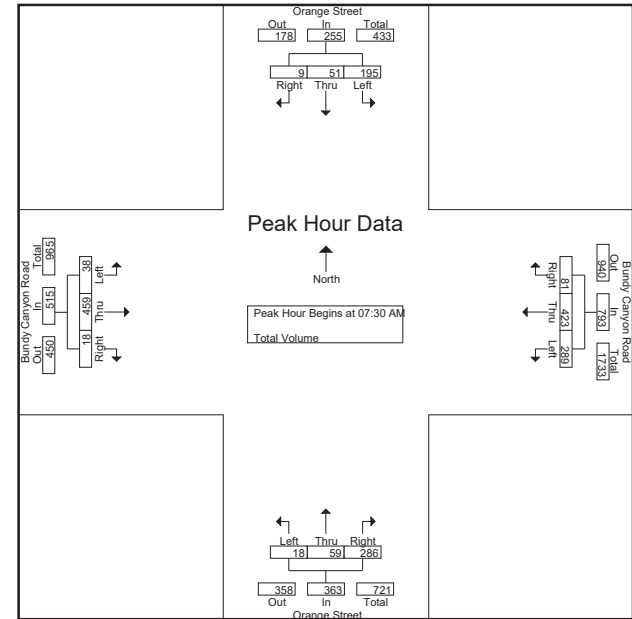 Orange Street
Out In Total
178 255 433
9 51 195
Right Thru Left
Peak Hour Data
North
Peak Hour Begins at 07:30 AM
Total Volume
Bundy Canyon Road
Total In Out
965 515 450
38 459 18
Left Thru Right
Right Thru Left
81 423 289
940 793 1733
Out In Total
Bundy Canyon Road
Left Thru Right
18 59 286
358 363 721
Out In Total
Orange Street